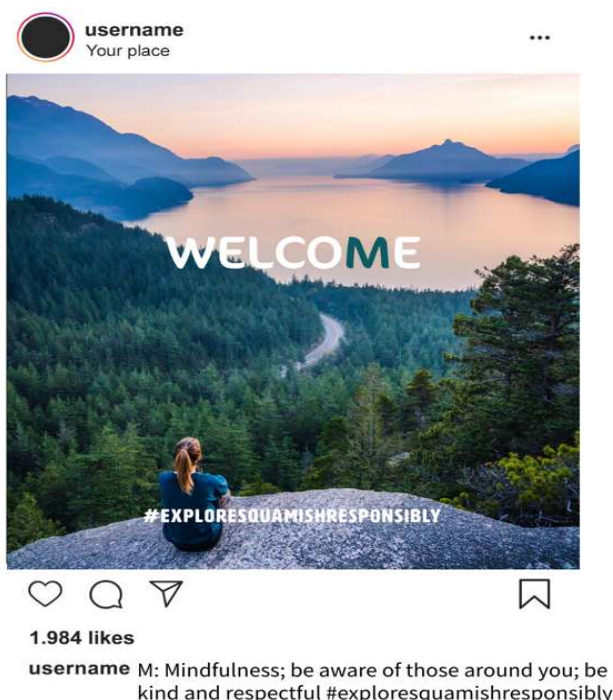 username
Your place
WELCOME
#EXPLORESQUAMISHRESPONSIBLY
1.984 likes
username M: Mindfulness; be aware of those around you; be
kind and respectful #exploresquamishresponsibly